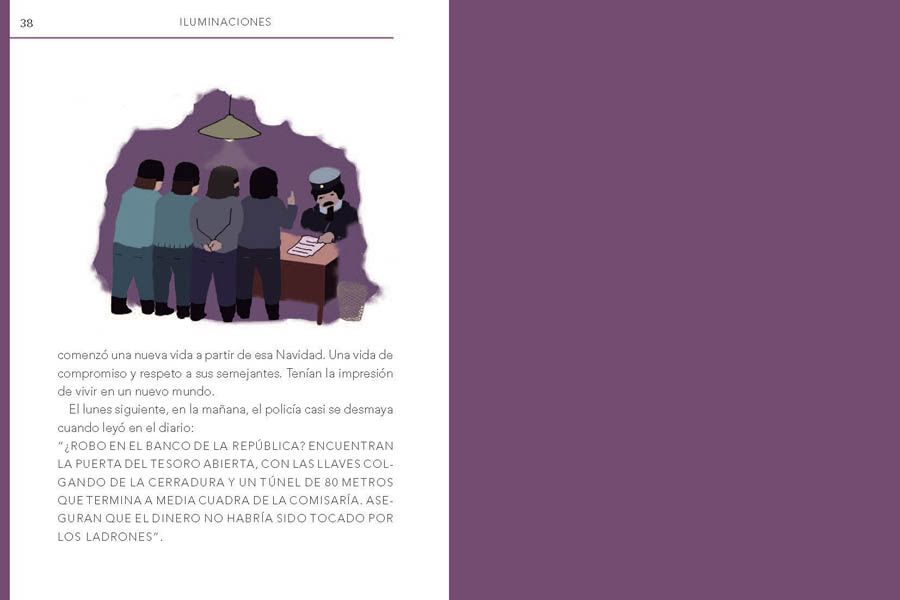 38
ILUMINACIONES
comenzó una nueva vida a partir de esa Navidad. Una vida de
compromiso y respeto a sus semejantes. Tenían la impresión
de vivir en un nuevo mundo.
El lunes siguiente, en la mañana, el policía casi se desmaya
cuando leyó en el diario:
“¿ROBO EN EL BANCO DE LA REPÚBLICA? ENCUENTRAN
LA PUERTA DEL TESORO ABIERTA, CON LAS LLAVES COL-
GANDO DE LA CERRADURA Y UN TÚNEL DE 80 METROS
QUE TERMINA A MEDIA CUADRA DE LA COMISARÍA. ASE-
GURAN QUE EL DINERO NO HABRÍA SIDO TOCADO POR
LOS LADRONES”.